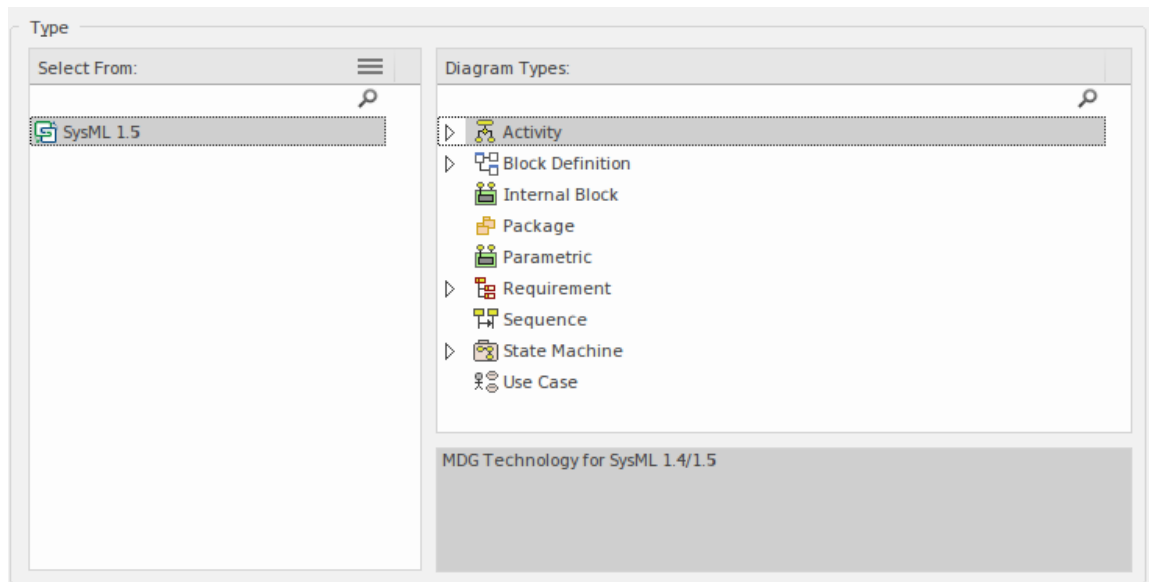 Type
Select From:
SysML 1.5
Diagram Types:
Activity
Block Definition
Internal Block
Package
Parametric
Requirement
Sequence
State Machine
Use Case
MDG Technology for SysML 1.4/1.5